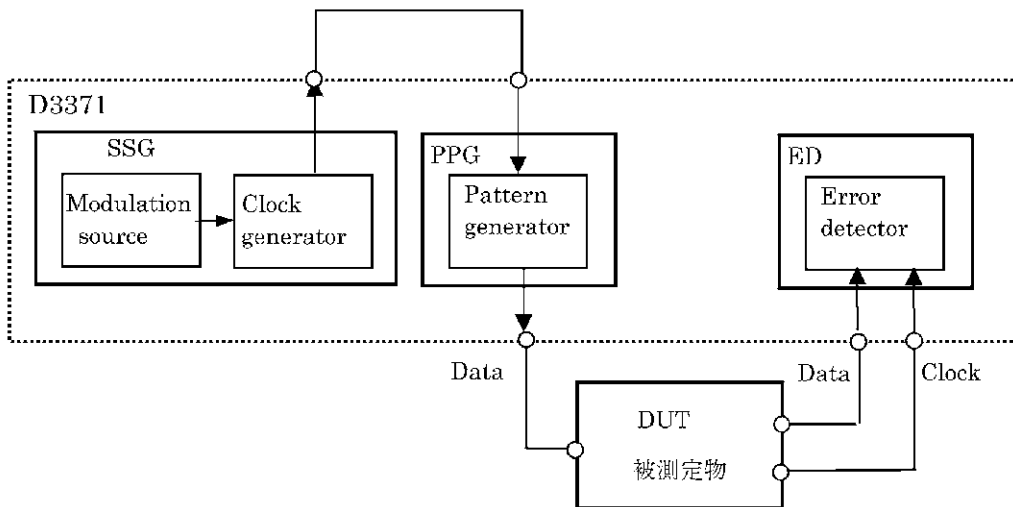 D3371
SSG
Modulation
source
Clock
generator
PPG
Pattern
generator
ED
Error
detector
Data
Data
Clock
DUT
被測定物